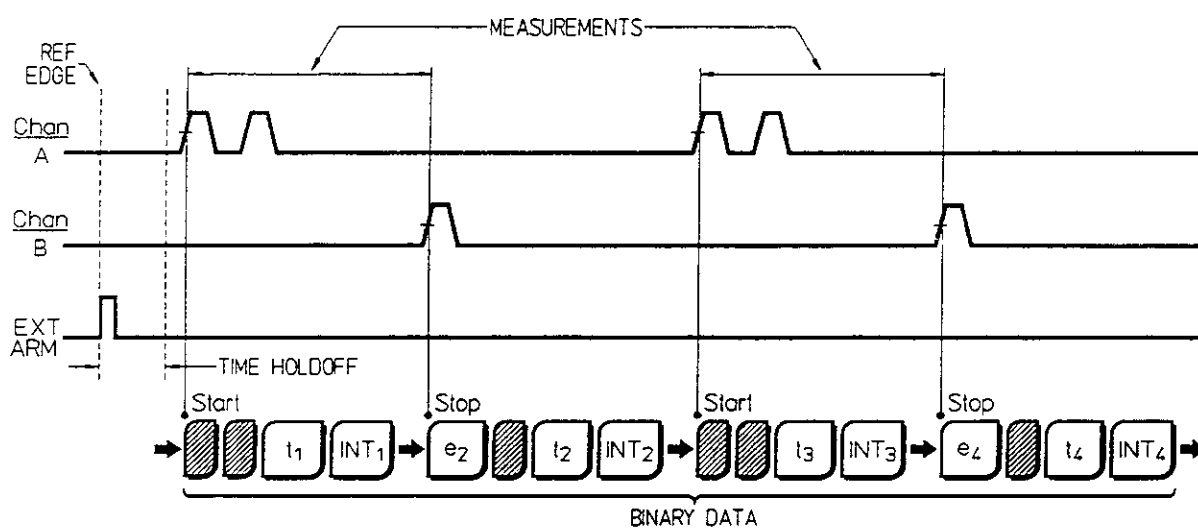 MEASUREMENTS
REF
EDGE
Chan
A
Chan
B
EXT
ARM
TIME HOLDOFF
Start
Stop
Start
Stop
t1 INT1 e2 t2 INT2 t3 INT3 e4 t4 INT4
BINARY DATA